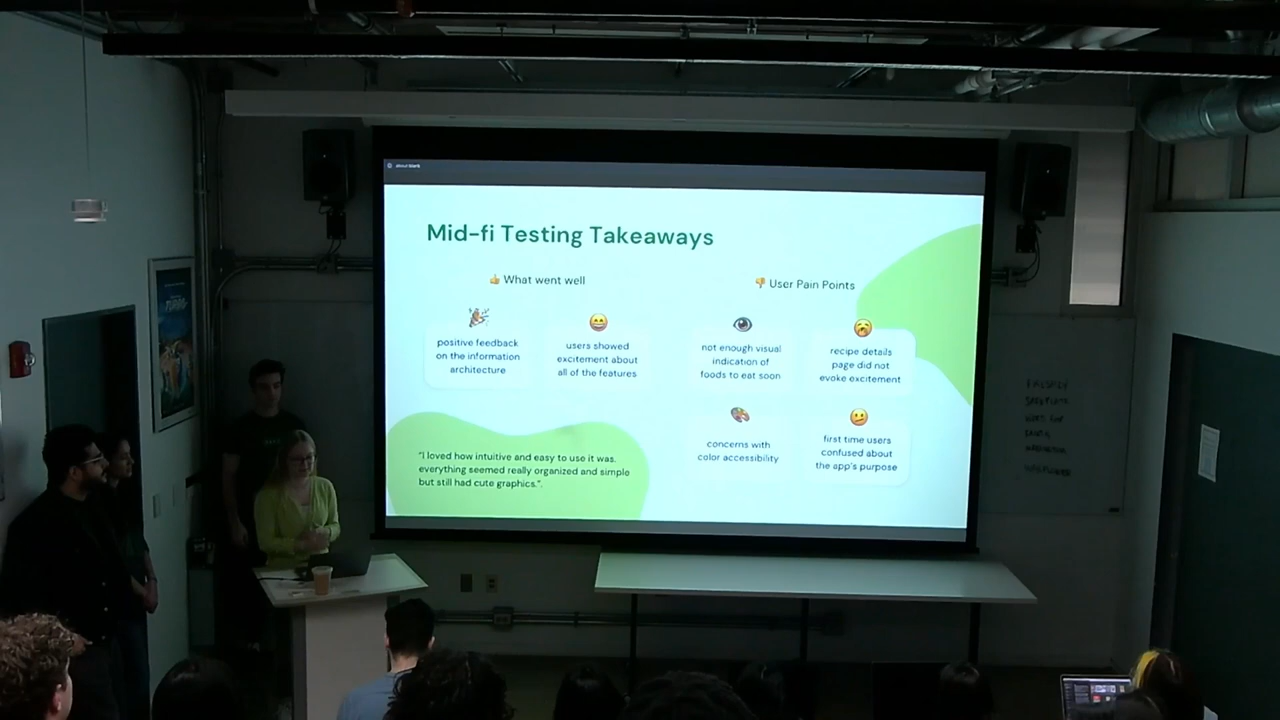 about:blank
Mid-fi Testing Takeaways
👍 What went well
👎 User Pain Points
positive feedback
on the information
architecture
users showed
excitement about
all of the features
not enough visual
indication of
foods to eat soon
recipe details
page did not
evoke excitement
concerns with
color accessibility
first time users
confused about
the app's purpose
"I loved how intuitive and easy to use it was.
everything seemed really organized and simple
but still had cute graphics.".